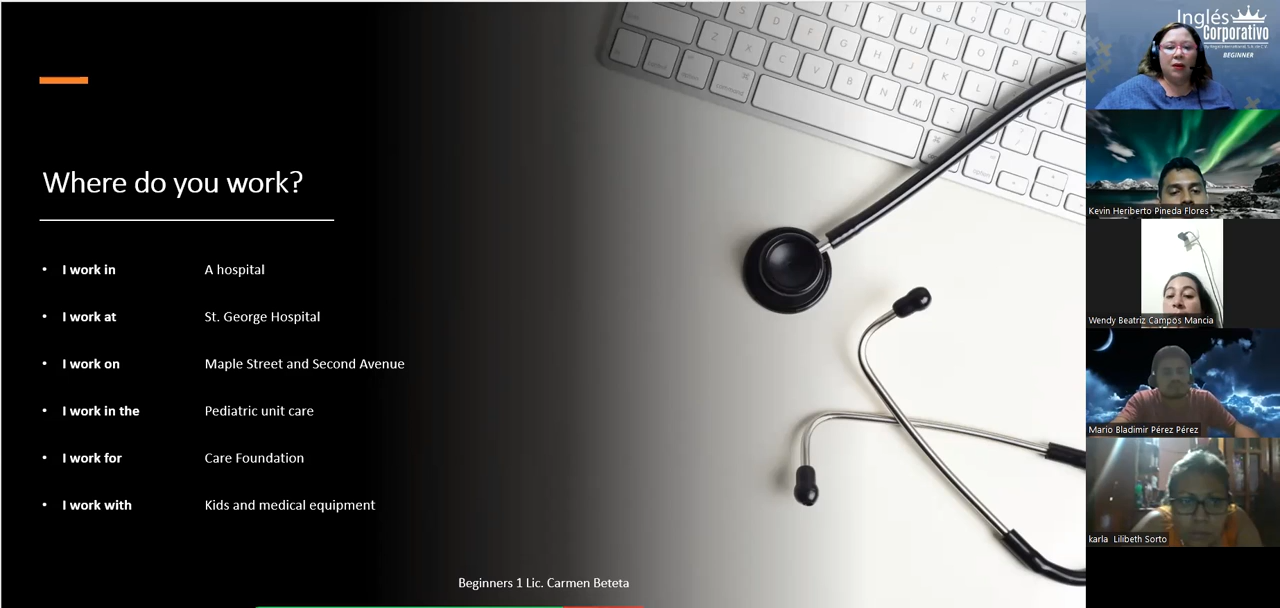 Where do you work?
• I work in A hospital
• I work at St. George Hospital
• I work on Maple Street and Second Avenue
• I work in the Pediatric unit care
• I work for Care Foundation
• I work with Kids and medical equipment
Beginners 1 Lic. Carmen Beteta
Inglés
Corporativo
BEGINNER
Kevin Heriberto Pineda Flores
Wendy Beatriz Campos Mancía
Mario Bladimir Pérez Pérez
karla Lilibeth Sorto
command
option